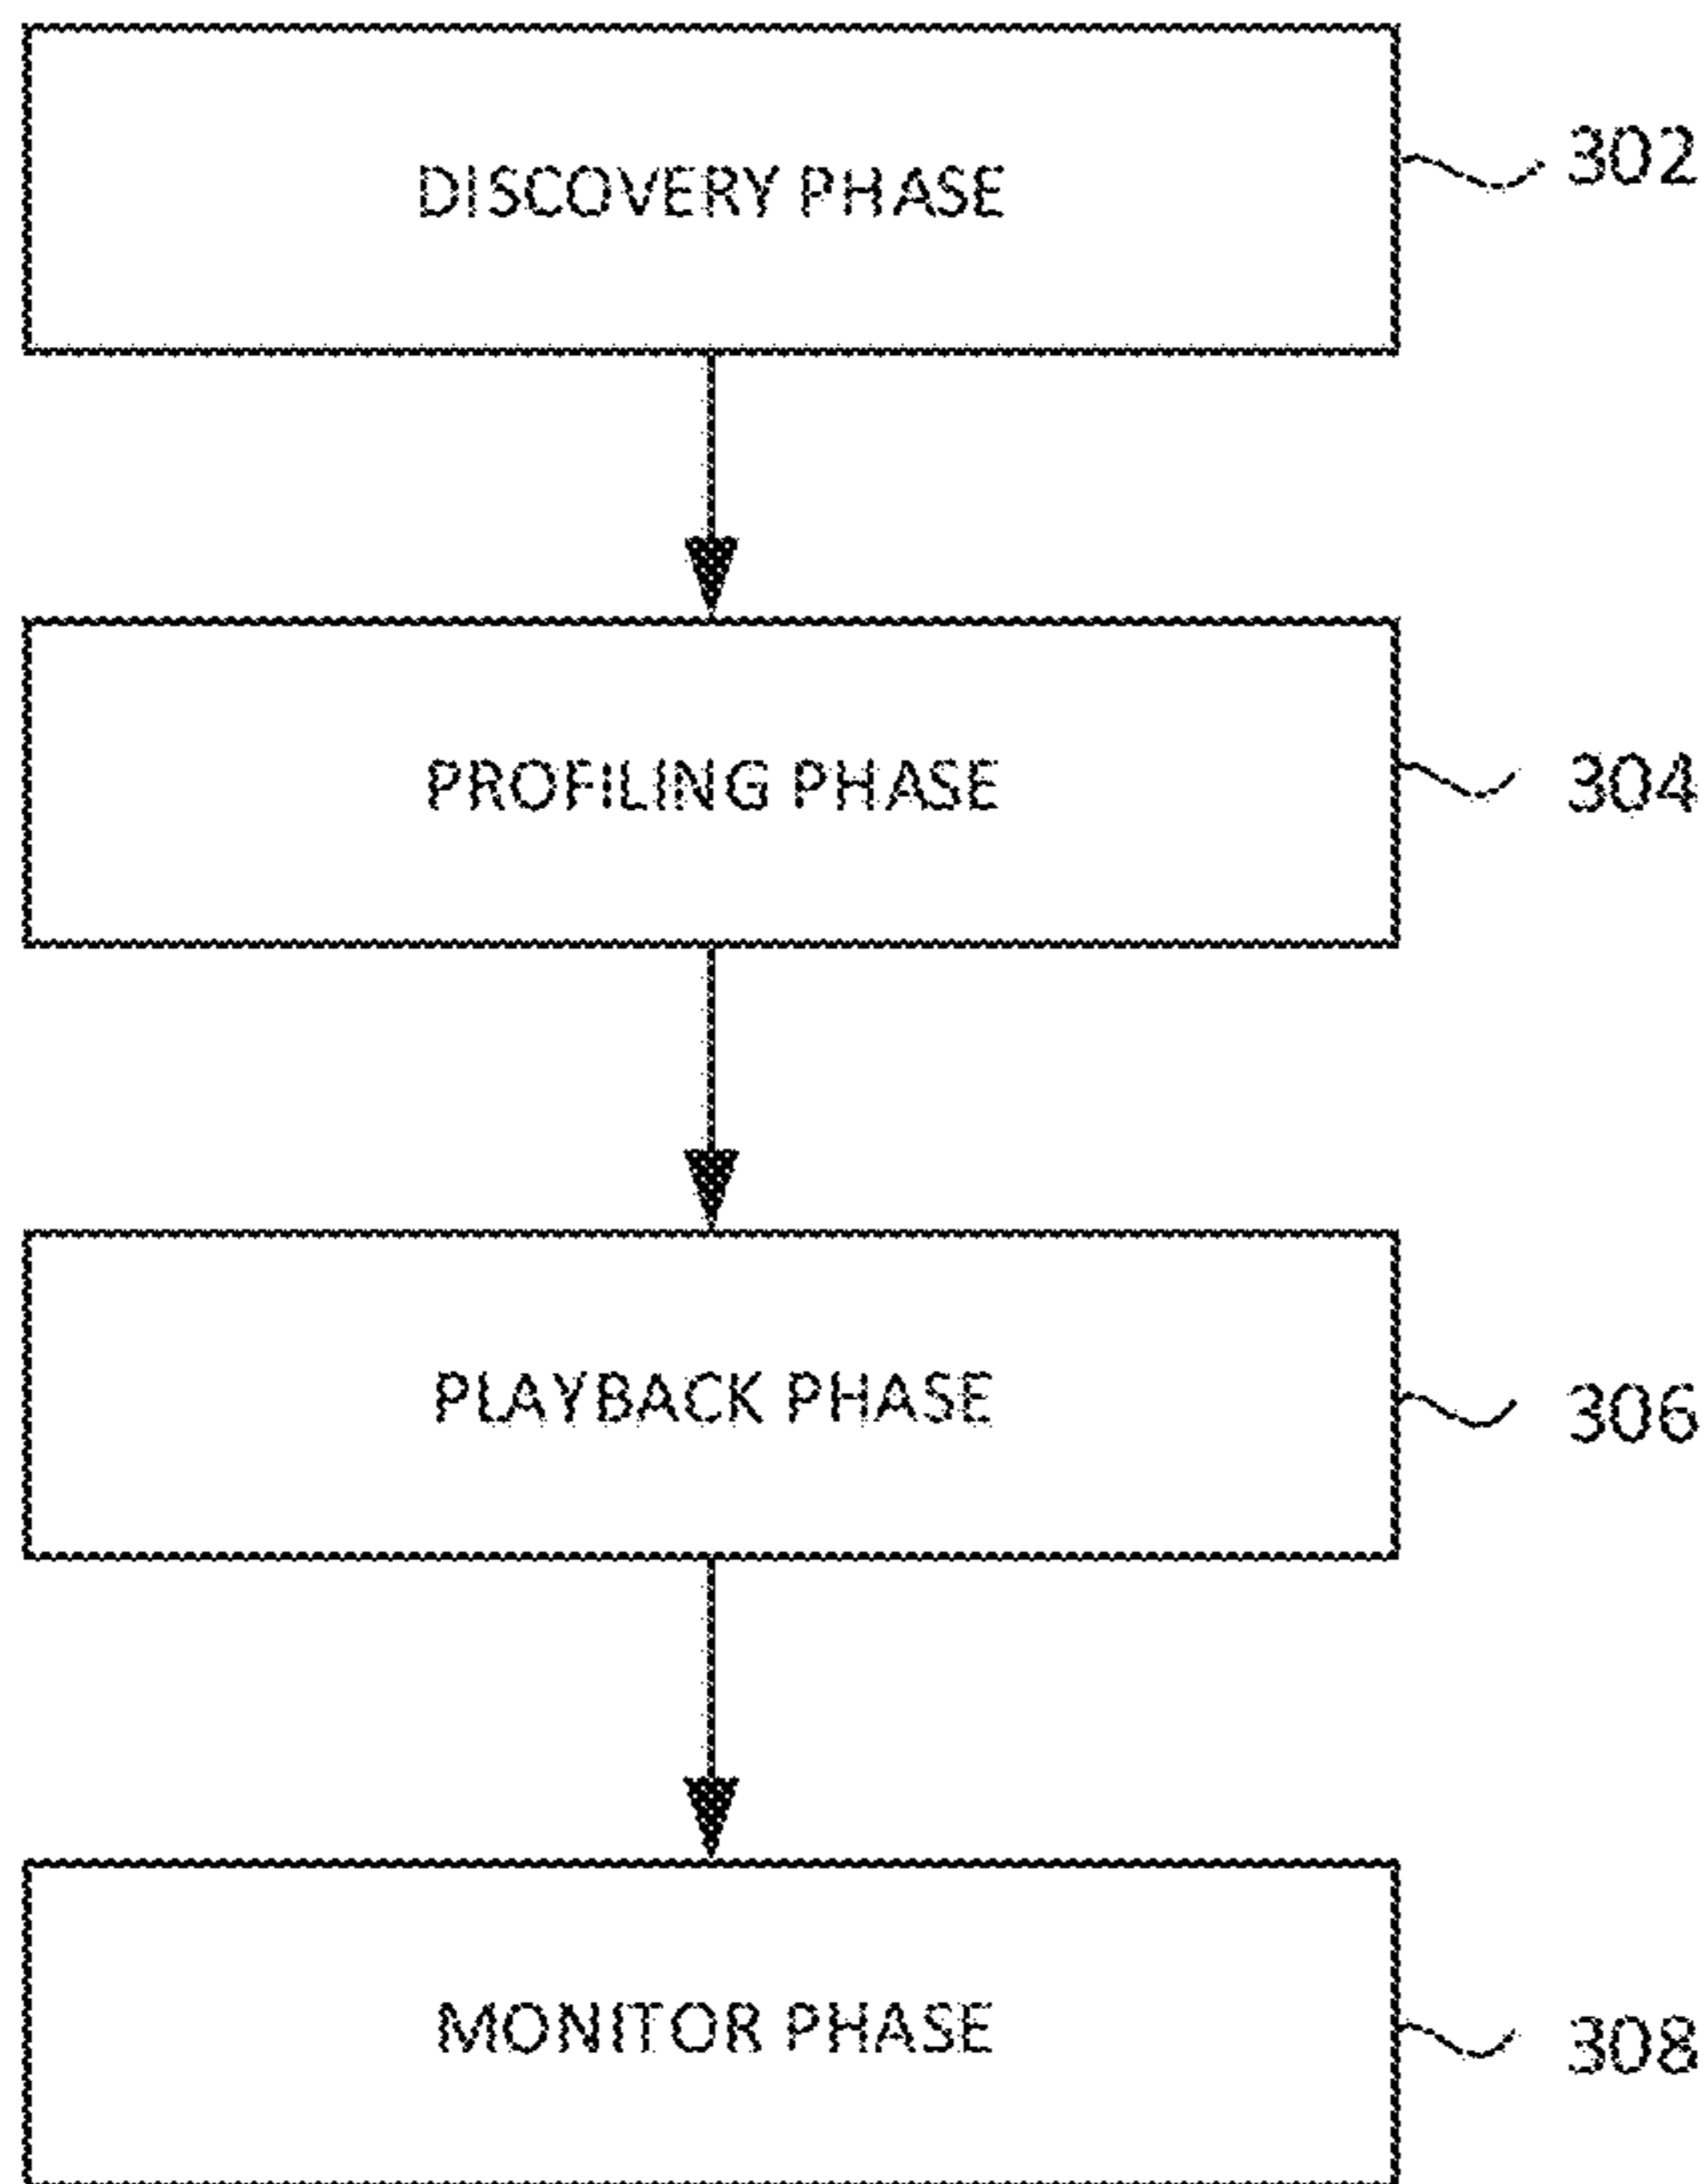 DISCOVERY PHASE
302
PROFILING PHASE
304
PLAYBACK PHASE
306
MONITOR PHASE
308